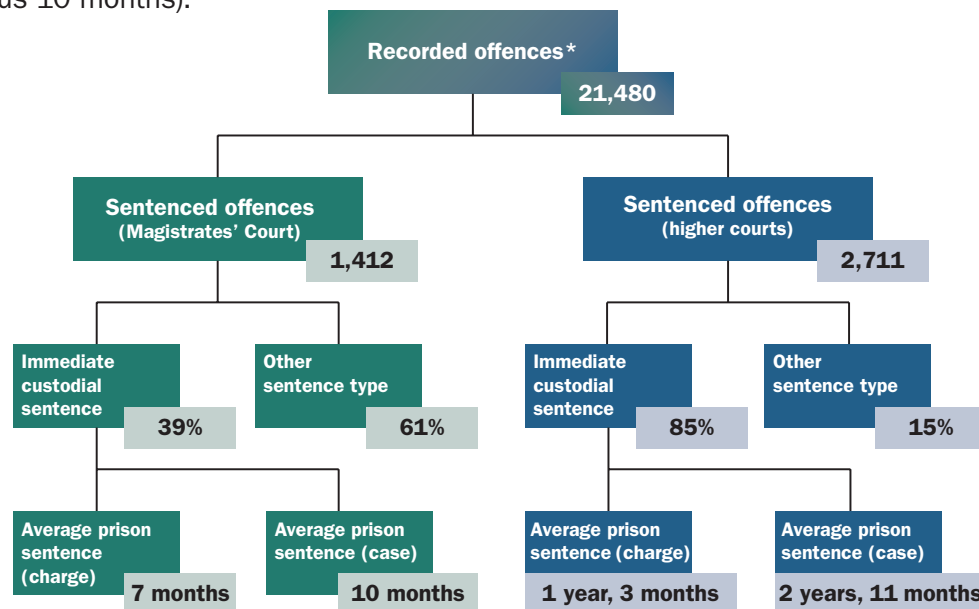 10 months).
Recorded offences*
21,480
Sentenced offences
(Magistrates' Court)
1,412
Sentenced offences
(higher courts)
2,711
Immediate
custodial
sentence
39%
Other
sentence type
61%
Immediate
custodial
sentence
85%
Other
sentence type
15%
Average prison
sentence
(charge)
7 months
Average prison
sentence (case)
10 months
Average prison
sentence (charge)
1 year, 3 months
Average prison
sentence (case)
2 years, 11 months